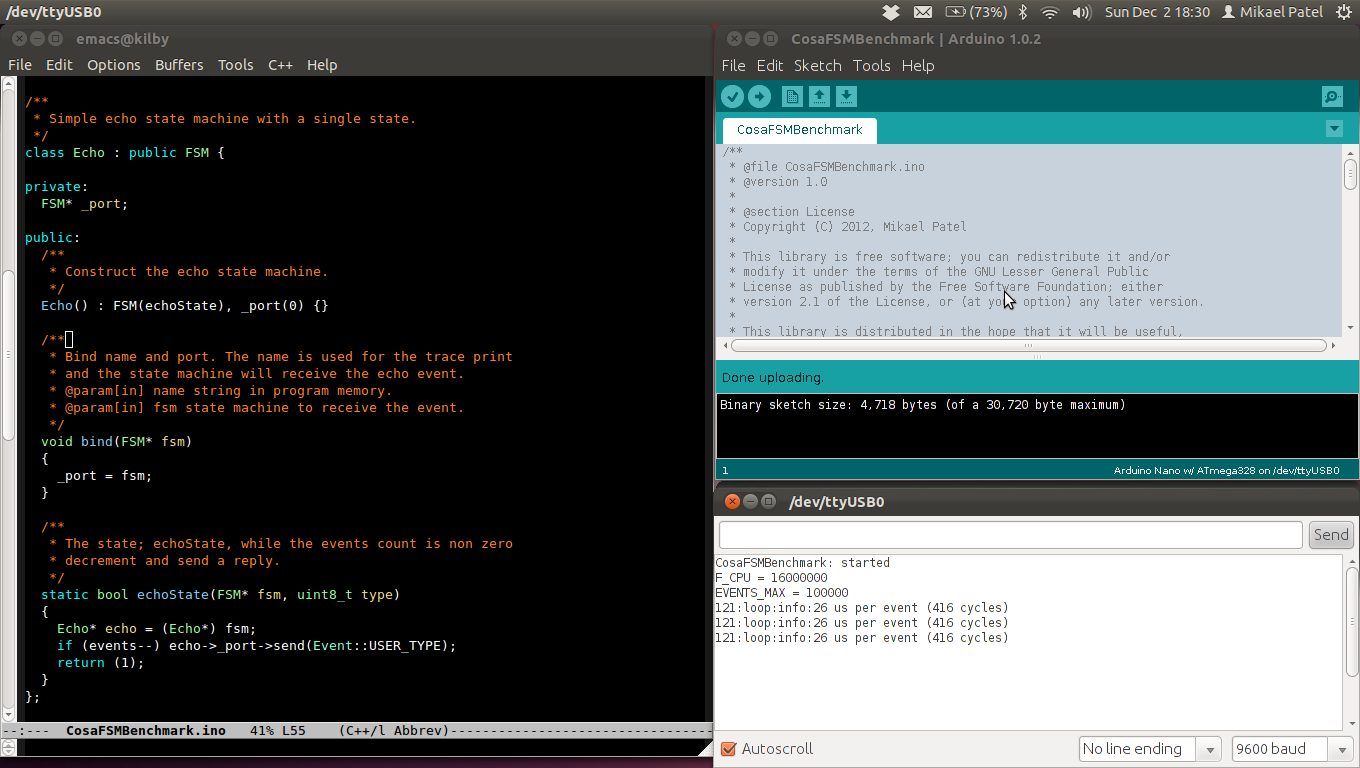 /dev/ttyUSB0
(73%)
Sun Dec 2 18:30
Mikael Patel
emacs@kilby
File Edit Options Buffers Tools C++ Help
/**
 * Simple echo state machine with a single state.
 */
class Echo : public FSM {

private:
  FSM* _port;

public:
  /**
   * Construct the echo state machine.
   */
  Echo() : FSM(echoState), _port(0) {}

  /**
   * Bind name and port. The name is used for the trace print
   * and the state machine will receive the echo event.
   * @param[in] name string in program memory.
   * @param[in] fsm state machine to receive the event.
   */
  void bind(FSM* fsm)
  {
    _port = fsm;
  }

  /**
   * The state; echoState, while the events count is non zero
   * decrement and send a reply.
   */
  static bool echoState(FSM* fsm, uint8_t type)
  {
    Echo* echo = (Echo*) fsm;
    if (events--) echo->_port->send(Event::USER_TYPE);
    return (1);
  }
};
--:--- CosaFSMBenchmark.ino 41% L55 (C++/l Abbrev)---------------------------------
CosaFSMBenchmark | Arduino 1.0.2
File Edit Sketch Tools Help
CosaFSMBenchmark
/**
 * @file CosaFSMBenchmark.ino
 * @version 1.0
 *
 * @section License
 * Copyright (C) 2012, Mikael Patel
 *
 * This library is free software; you can redistribute it and/or
 * modify it under the terms of the GNU Lesser General Public
 * License as published by the Free Software Foundation; either
 * version 2.1 of the License, or (at your option) any later version.
 *
 * This library is distributed in the hope that it will be useful,
Done uploading.
Binary sketch size: 4,718 bytes (of a 30,720 byte maximum)
1
Arduino Nano w/ ATmega328 on /dev/ttyUSB0
/dev/ttyUSB0
Send
CosaFSMBenchmark: started
F_CPU = 16000000
EVENTS_MAX = 100000
121:loop:info:26 us per event (416 cycles)
121:loop:info:26 us per event (416 cycles)
121:loop:info:26 us per event (416 cycles)
Autoscroll
No line ending
9600 baud